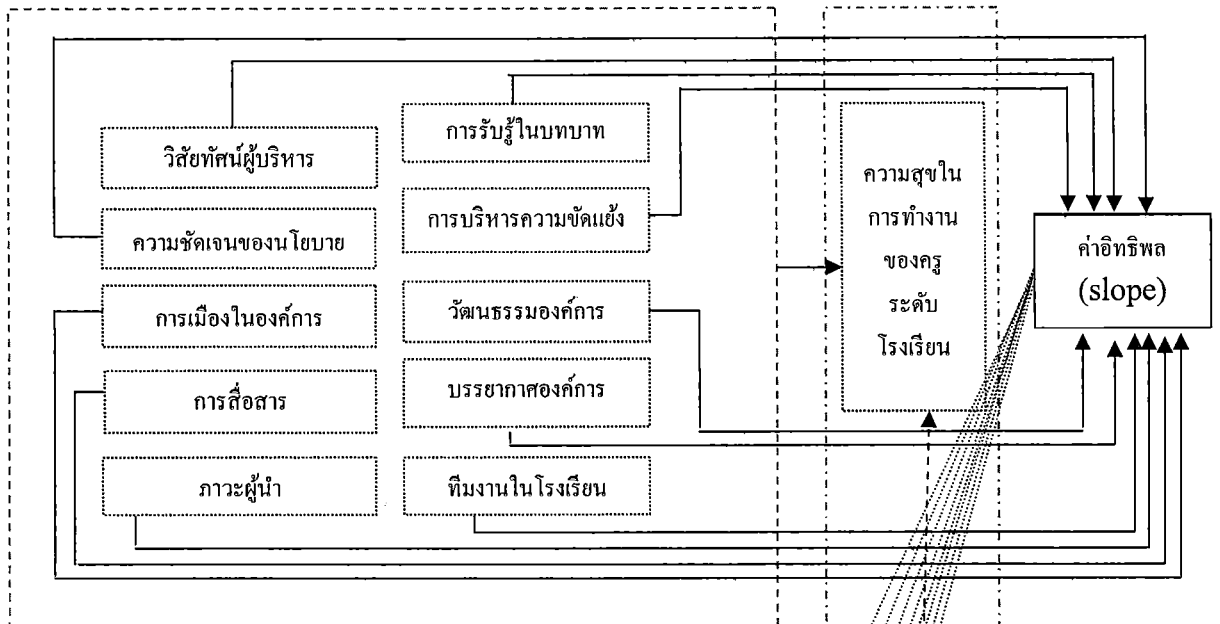 วิสัยทัศน์ผู้บริหาร
ความชัดเจนของนโยบาย
การเมืองในองค์การ
การสื่อสาร
ภาวะผู้นำ
การรับรู้ในบทบาท
การบริหารความขัดแย้ง
วัฒนธรรมองค์การ
บรรยากาศองค์การ
ทีมงานในโรงเรียน
ความสุขใน
การทำงาน
ของครู
ระดับ
โรงเรียน
ค่าอิทธิพล
(slope)